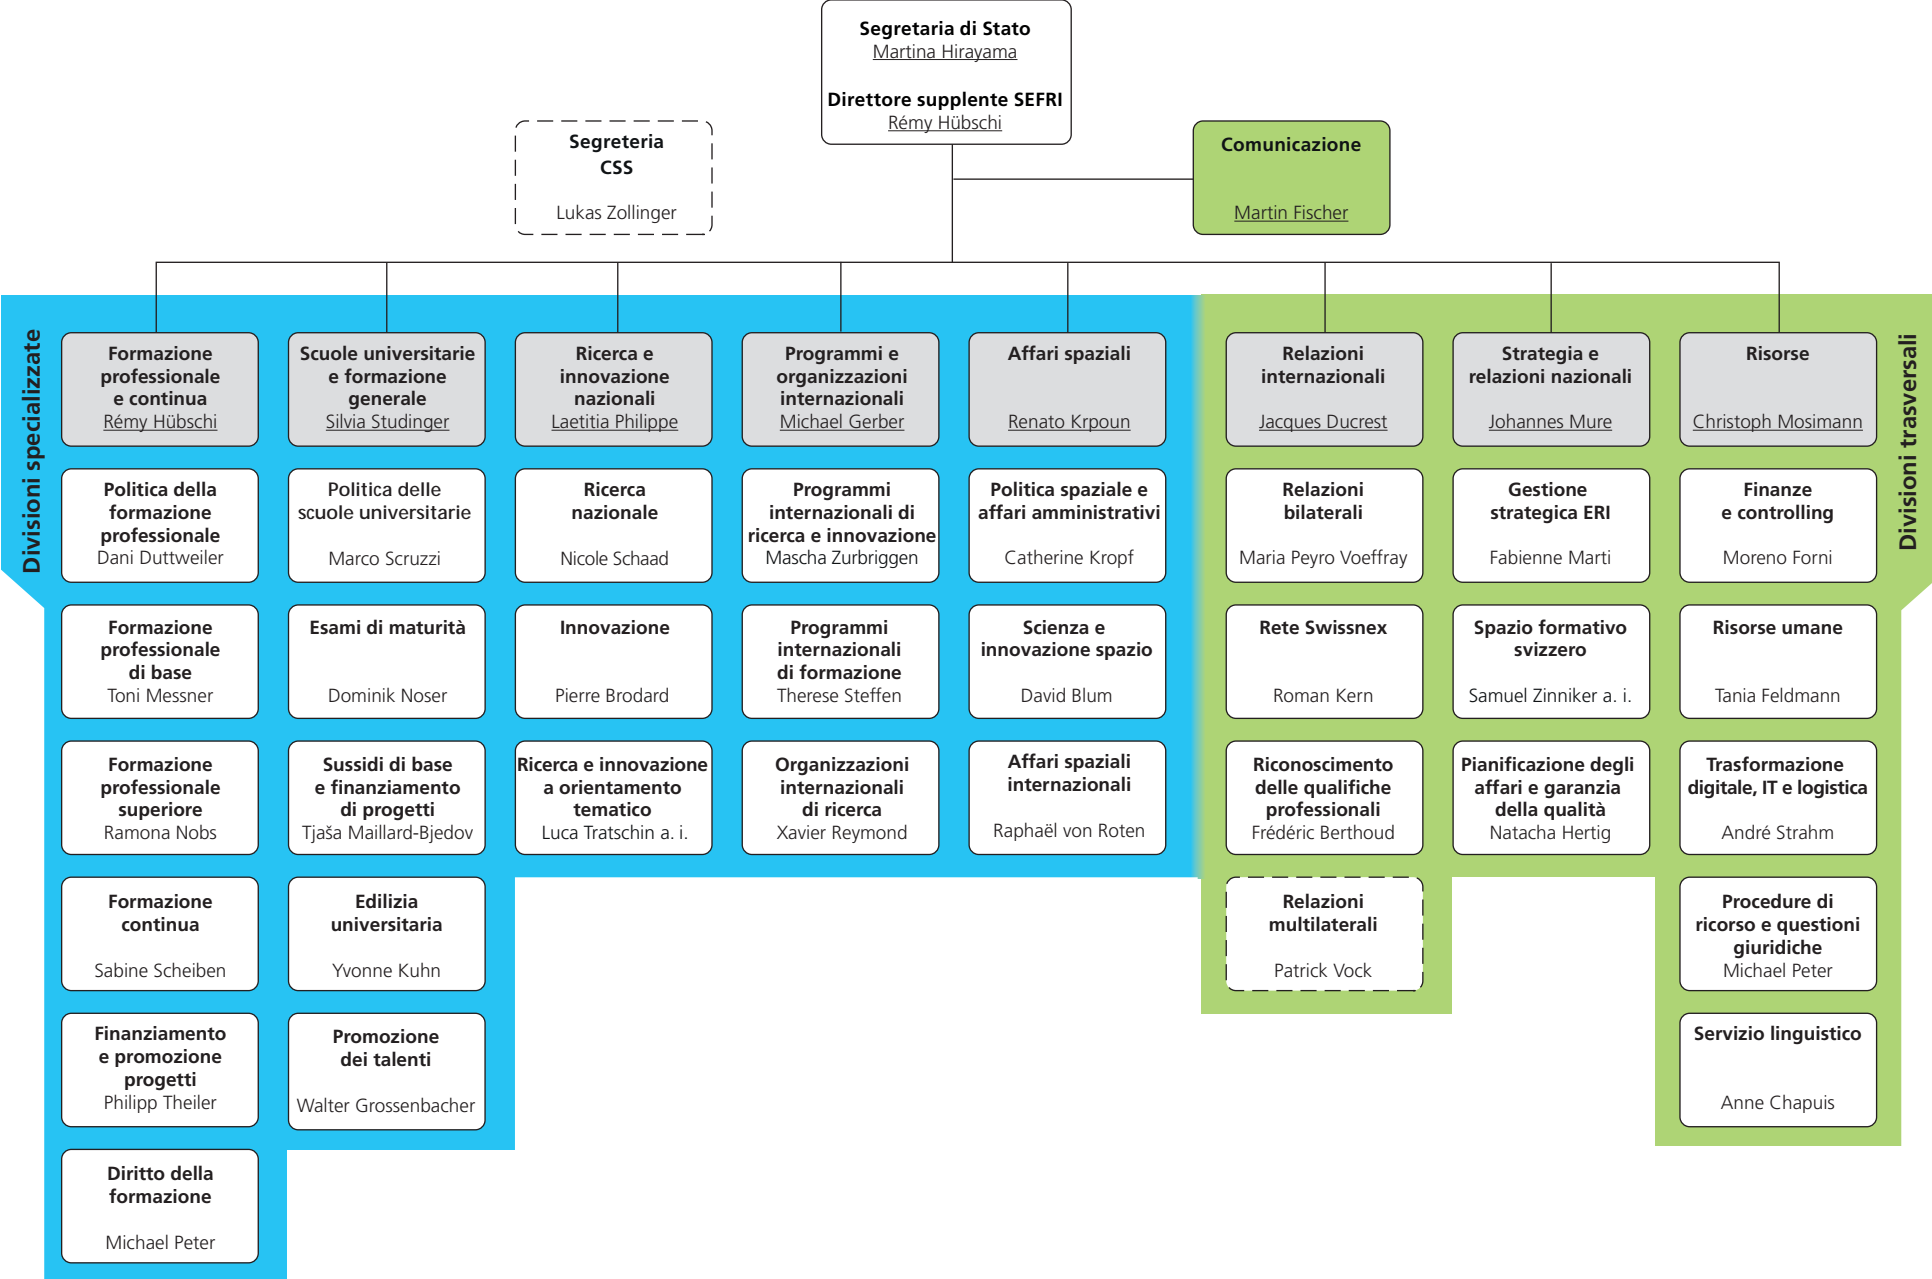 Segretaria di Stato
Martina Hirayama
Direttore supplente SEFRI
Rémy Hübschi
Segreteria
CSS
Lukas Zollinger
Comunicazione
Martin Fischer
Divisioni specializzate
Formazione
professionale
e continua
Rémy Hübschi
Politica della
formazione
professionale
Dani Duttweiler
Formazione
professionale
di base
Toni Messner
Formazione
professionale
superiore
Ramona Nobs
Formazione
continua
Sabine Scheiben
Finanziamento
e promozione
progetti
Philipp Theiler
Diritto della
formazione
Michael Peter
Scuole universitarie
e formazione
generale
Silvia Studinger
Politica delle
scuole universitarie
Marco Scruzzi
Esami di maturità
Dominik Noser
Sussidi di base
e finanziamento
di progetti
Tjaša Maillard-Bjedov
Edilizia
universitaria
Yvonne Kuhn
Promozione
dei talenti
Walter Grossenbacher
Ricerca e
innovazione
nazionali
Laetitia Philippe
Ricerca
nazionale
Nicole Schaad
Innovazione
Pierre Brodard
Ricerca e innovazione
a orientamento
tematico
Luca Tratschin a. i.
Programmi e
organizzazioni
internazionali
Michael Gerber
Programmi
internazionali di
ricerca e innovazione
Mascha Zurbriggen
Programmi
internazionali
di formazione
Therese Steffen
Organizzazioni
internazionali
di ricerca
Xavier Reymond
Affari spaziali
Renato Krpoun
Politica spaziale e
affari amministrativi
Catherine Kropf
Scienza e
innovazione spazio
David Blum
Affari spaziali
internazionali
Raphaël von Roten
Relazioni
internazionali
Jacques Ducrest
Relazioni
bilaterali
Maria Peyro Voeffray
Rete Swissnex
Roman Kern
Riconoscimento
delle qualifiche
professionali
Frédéric Berthoud
Relazioni
multilaterali
Patrick Vock
Strategia e
relazioni nazionali
Johannes Mure
Gestione
strategica ERI
Fabienne Marti
Spazio formativo
svizzero
Samuel Zinniker a. i.
Pianificazione degli
affari e garanzia
della qualità
Natacha Hertig
Risorse
Christoph Mosimann
Finanze
e controlling
Moreno Forni
Risorse umane
Tania Feldmann
Trasformazione
digitale, IT e logistica
André Strahm
Procedure di
ricorso e questioni
giuridiche
Michael Peter
Servizio linguistico
Anne Chapuis
Divisioni trasversali